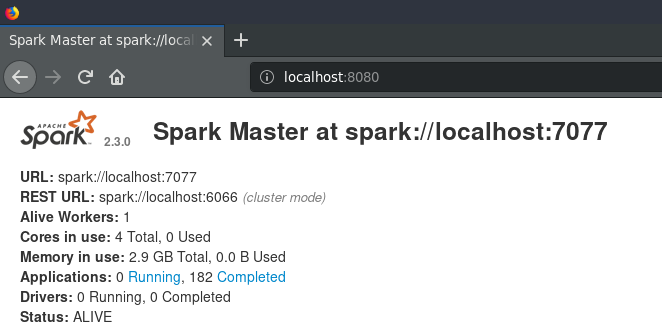 Spark Master at spark://local
localhost:8080
APACHE
Spark 2.3.0 Spark Master at spark://localhost:7077
URL: spark://localhost:7077
REST URL: spark://localhost:6066 (cluster mode)
Alive Workers: 1
Cores in use: 4 Total, 0 Used
Memory in use: 2.9 GB Total, 0.0 B Used
Applications: 0 Running, 182 Completed
Drivers: 0 Running, 0 Completed
Status: ALIVE